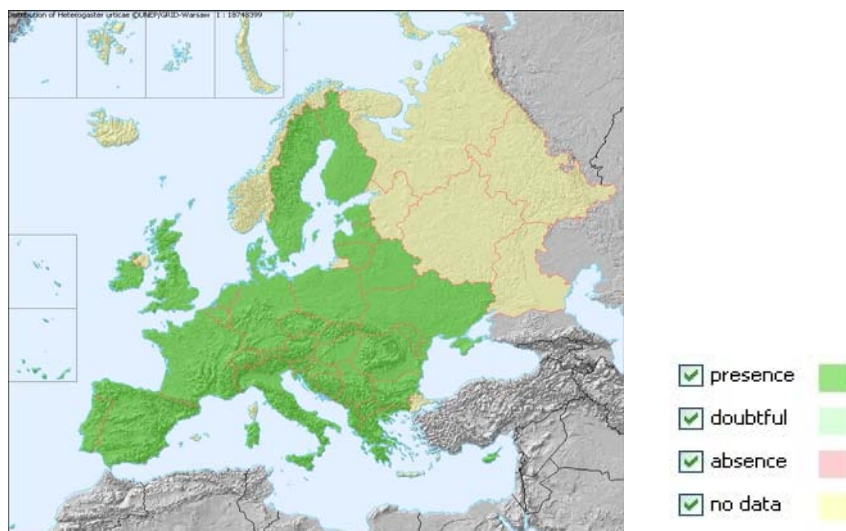 Distribution of Heterogaster urticae ©UNEP/GRID-Warsaw 1 : 18748399
presence
doubtful
absence
no data